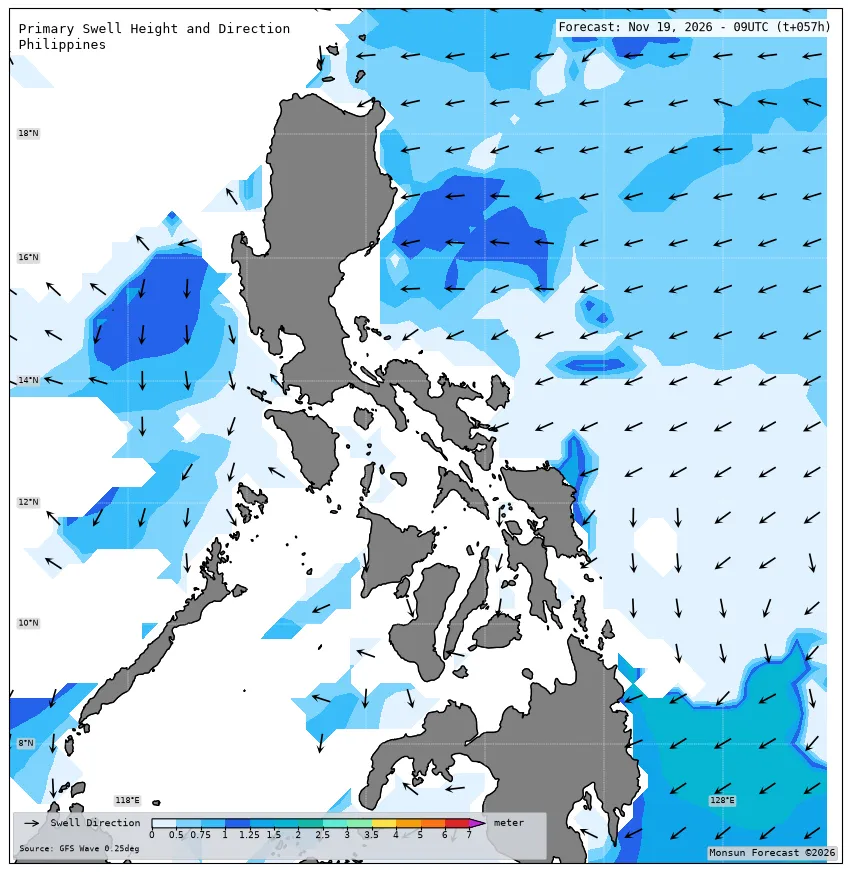 Primary Swell Height and Direction
Philippines
Forecast: Nov 19, 2026 - 09UTC (t+057h)
18°N
16°N
14°N
12°N
10°N
8°N
118°E
128°E
Swell Direction
0 0.5 0.75 1 1.25 1.5 2 2.5 3 3.5 4 5 6 7
meter
Source: GFS Wave 0.25deg
Monsun Forecast ©2026